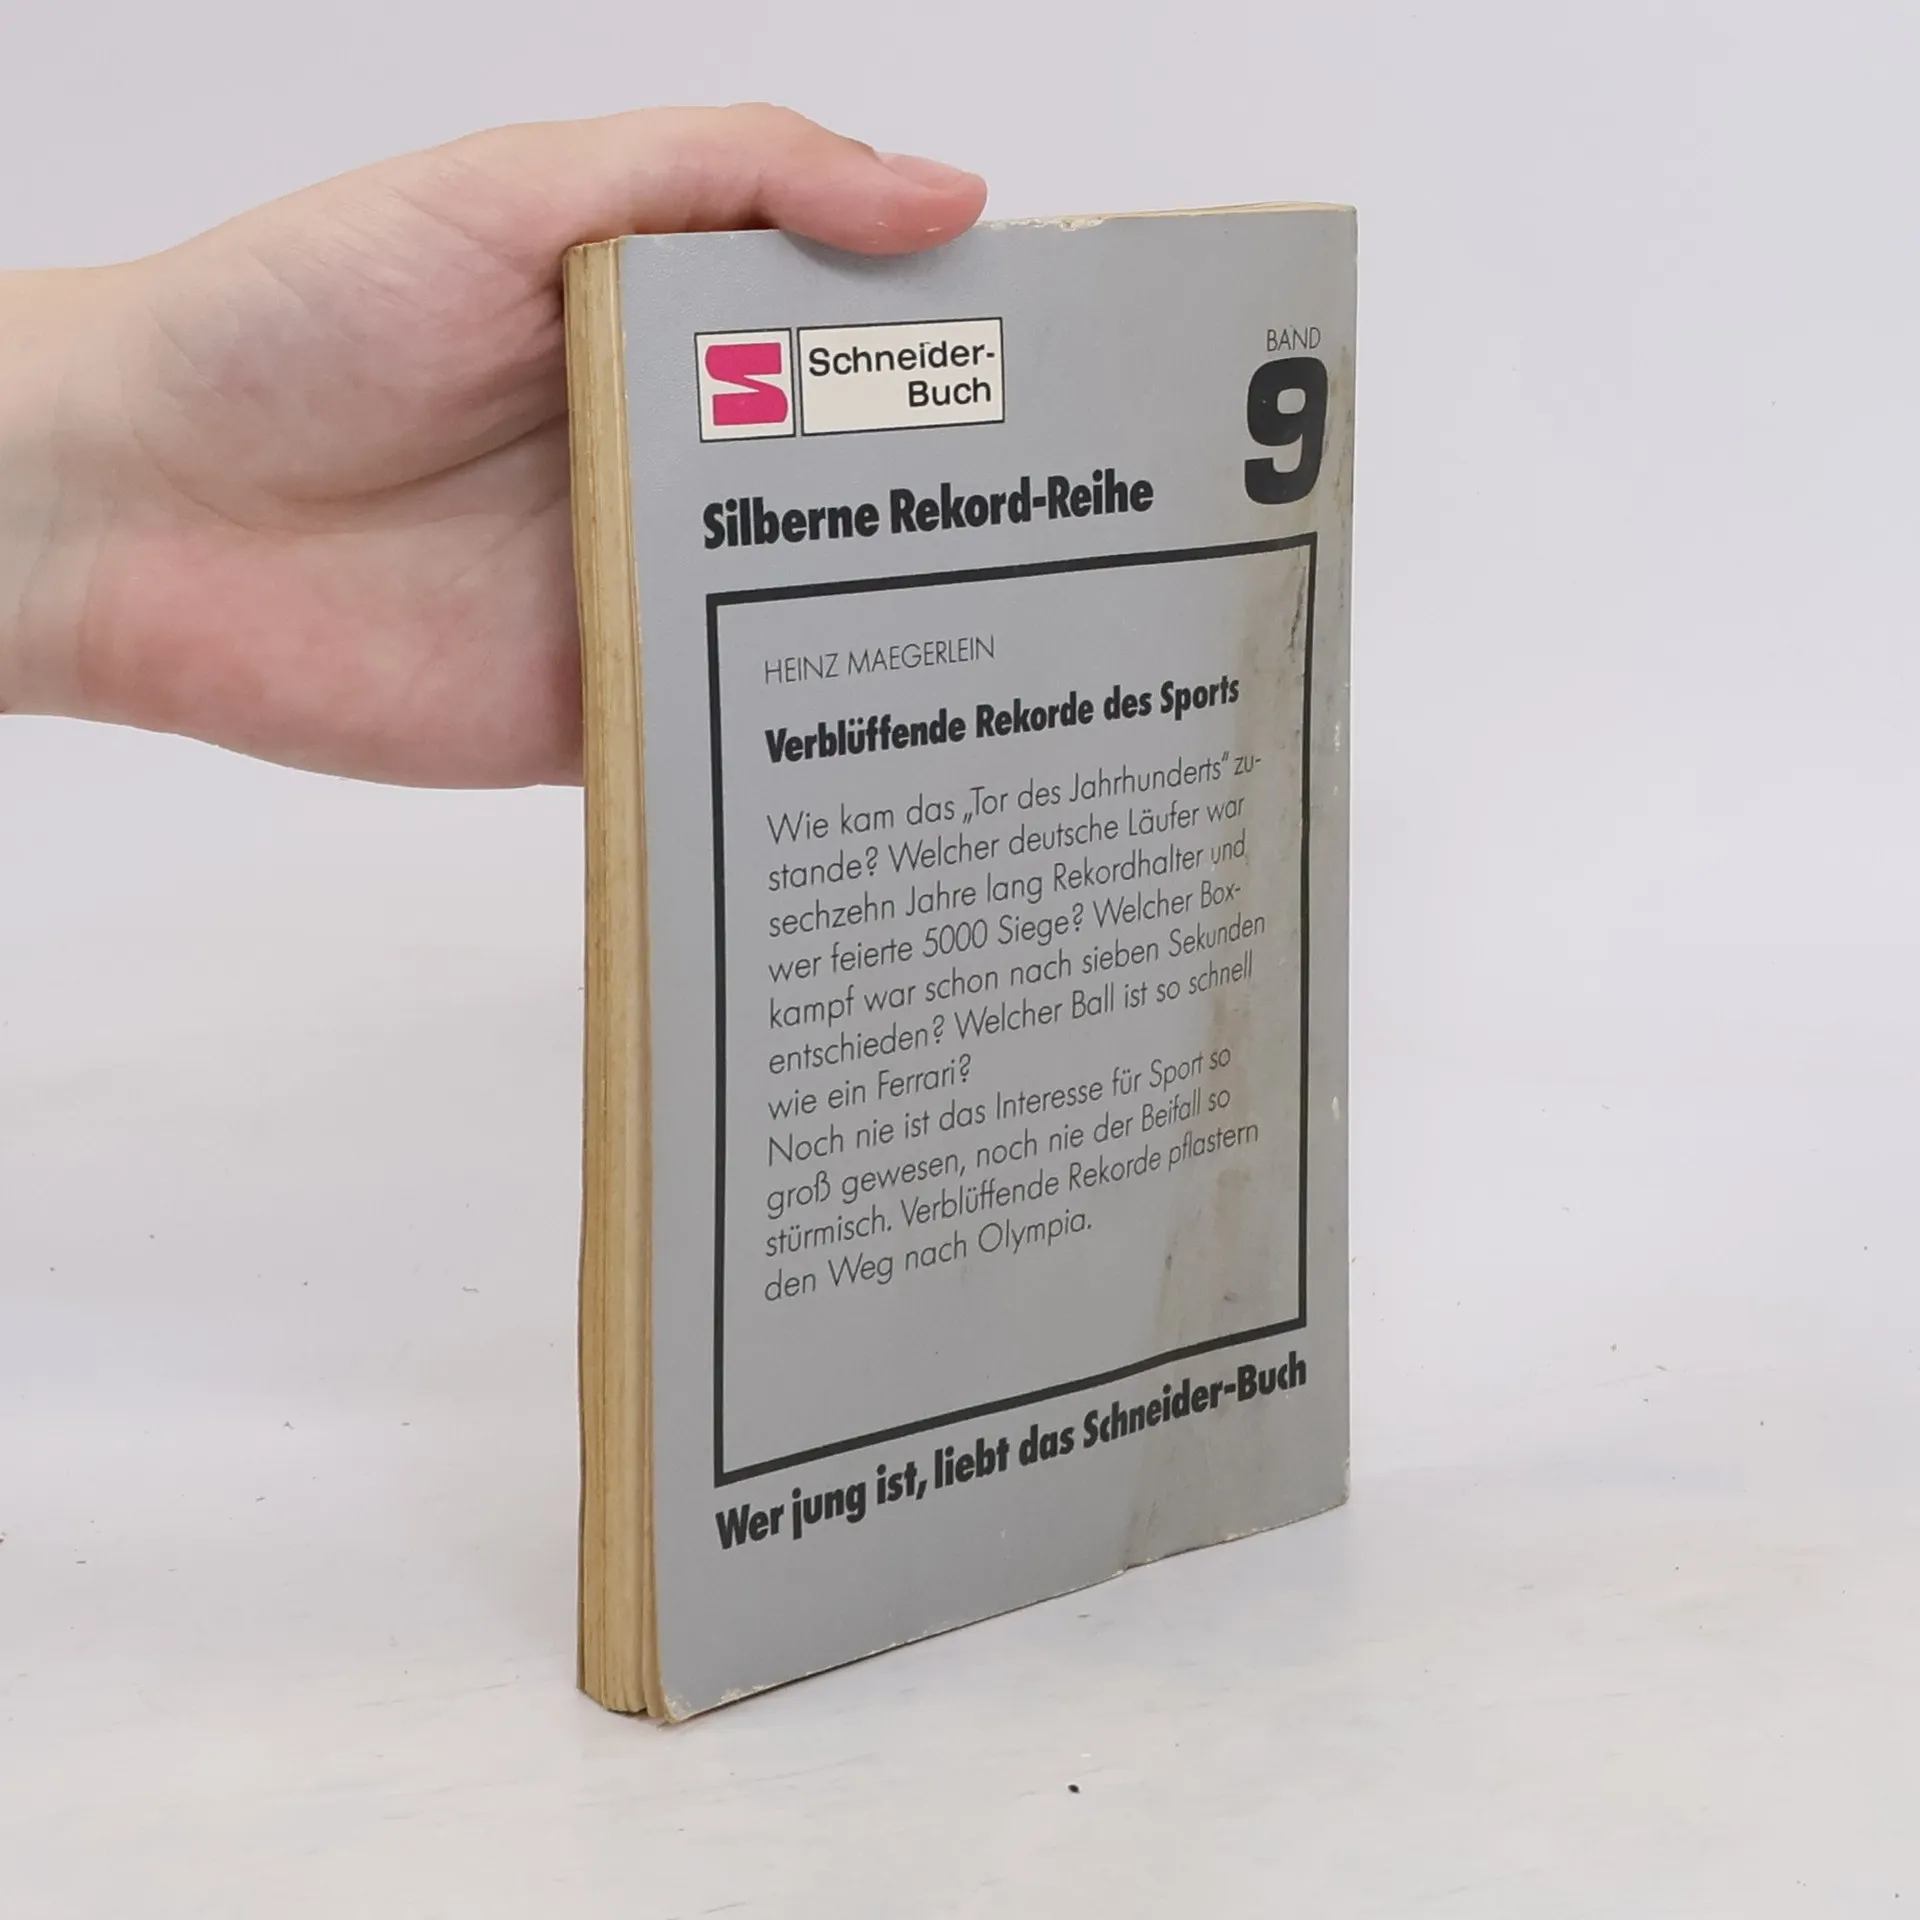 Schneider-
Buch
BAND
9
Silberne Rekord-Reihe
HEINZ MAEGERLEIN
Verblüffende Rekorde des Sports
Wie kam das „Tor des Jahrhunderts“ zu-
stande? Welcher deutsche Läufer war
sechzehn Jahre lang Rekordhalter und
wer feierte 5000 Siege? Welcher Box-
kampf war schon nach sieben Sekunden
entschieden? Welcher Ball ist so schnell
wie ein Ferrari?
Noch nie ist das Interesse für Sport so
groß gewesen, noch nie der Beifall so
stürmisch. Verblüffende Rekorde pflastern
den Weg nach Olympia.
Wer jung ist, liebt das Schneider-Buch